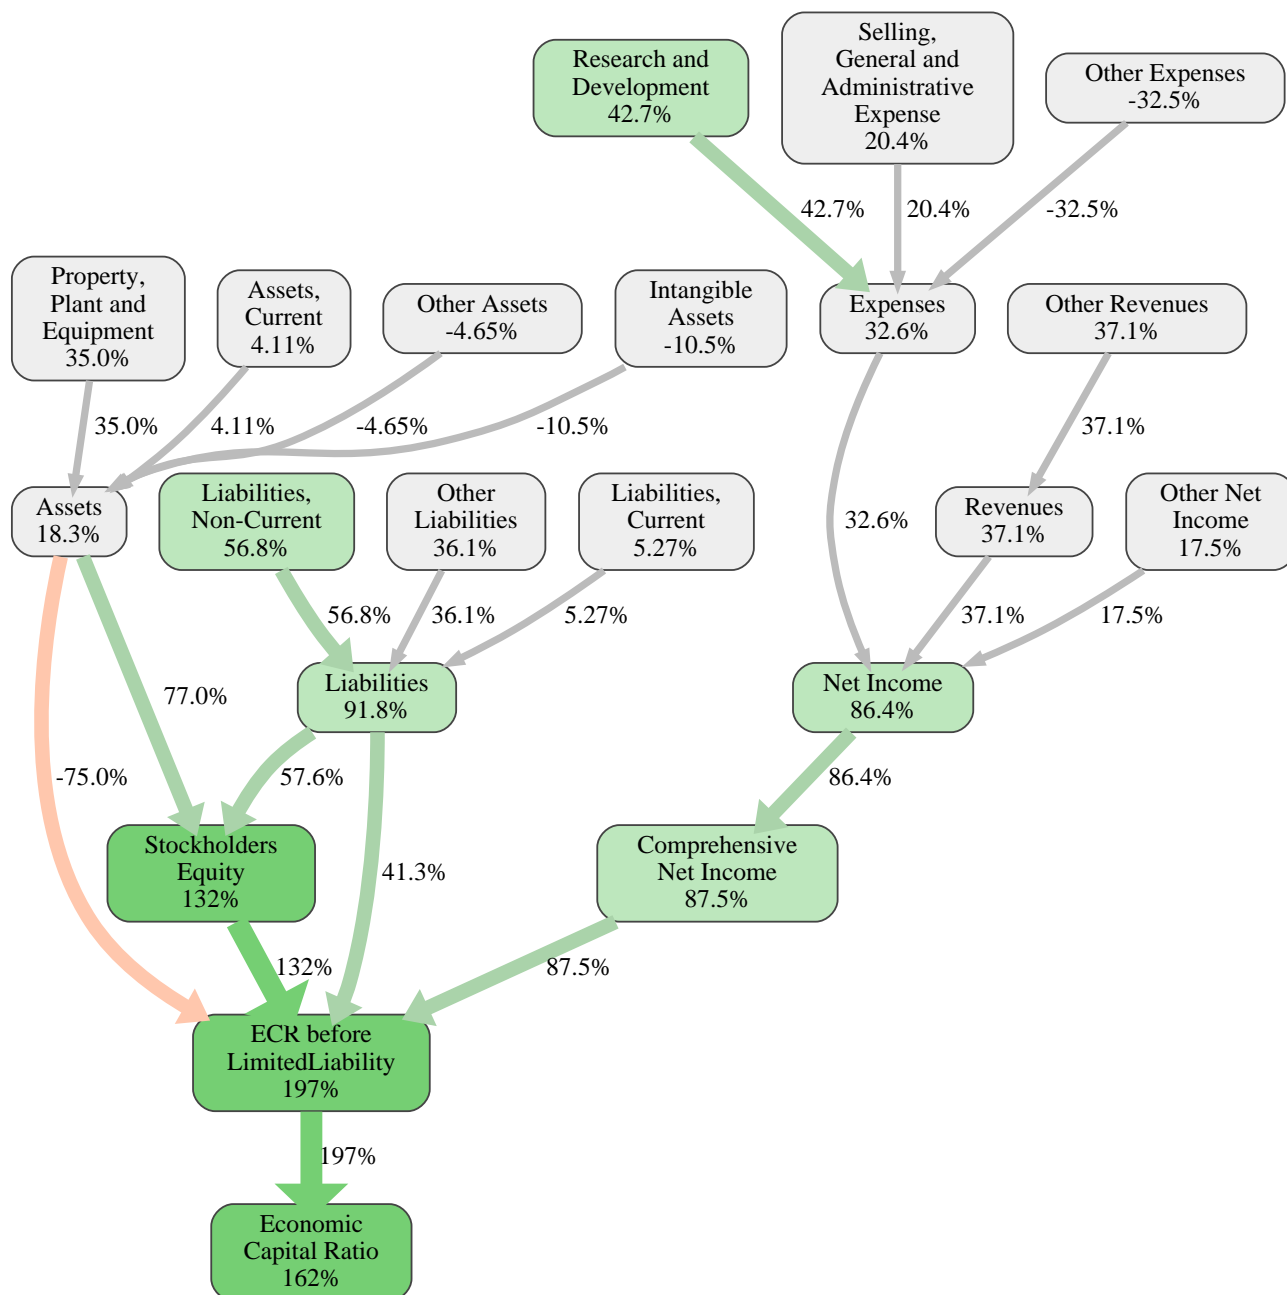 Research and
Development
42.7%
Selling,
General and
Administrative
Expense
20.4%
Other Expenses
-32.5%
42.7%
20.4%
-32.5%
Property,
Plant and
Equipment
35.0%
Assets,
Current
4.11%
Other Assets
-4.65%
Intangible
Assets
-10.5%
Expenses
32.6%
Other Revenues
37.1%
35.0%
4.11%
-4.65%
-10.5%
37.1%
Assets
18.3%
Liabilities,
Non-Current
56.8%
Other
Liabilities
36.1%
Liabilities,
Current
5.27%
32.6%
Revenues
37.1%
Other Net
Income
17.5%
56.8%
36.1%
5.27%
37.1%
17.5%
77.0%
Liabilities
91.8%
Net Income
86.4%
-75.0%
57.6%
86.4%
Stockholders
Equity
132%
41.3%
Comprehensive
Net Income
87.5%
132%
87.5%
ECR before
LimitedLiability
197%
197%
Economic
Capital Ratio
162%